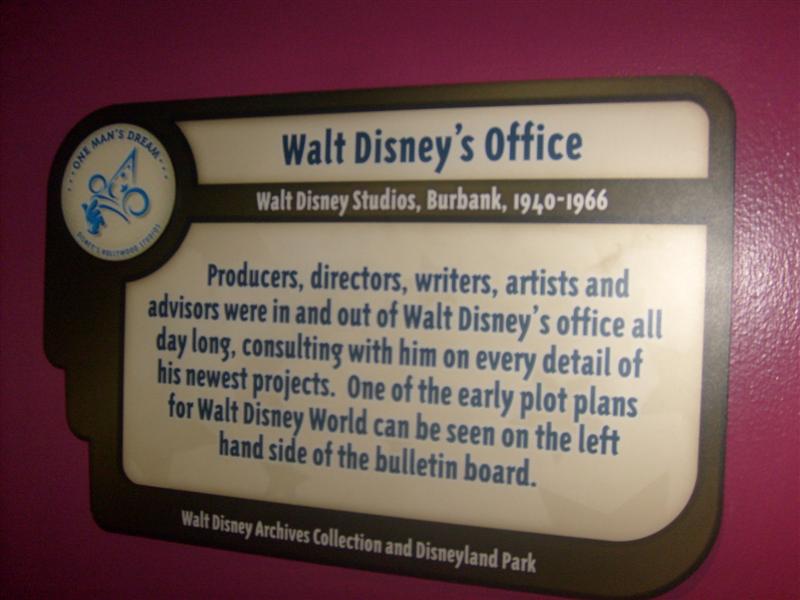 ONE MAN'S DREAM
DISNEY'S HOLLYWOOD STUDIOS
Walt Disney's Office
Walt Disney Studios, Burbank, 1940-1966
Producers, directors, writers, artists and
advisors were in and out of Walt Disney's office all
day long, consulting with him on every detail of
his newest projects. One of the early plot plans
for Walt Disney World can be seen on the left
hand side of the bulletin board.
Walt Disney Archives Collection and Disneyland Park